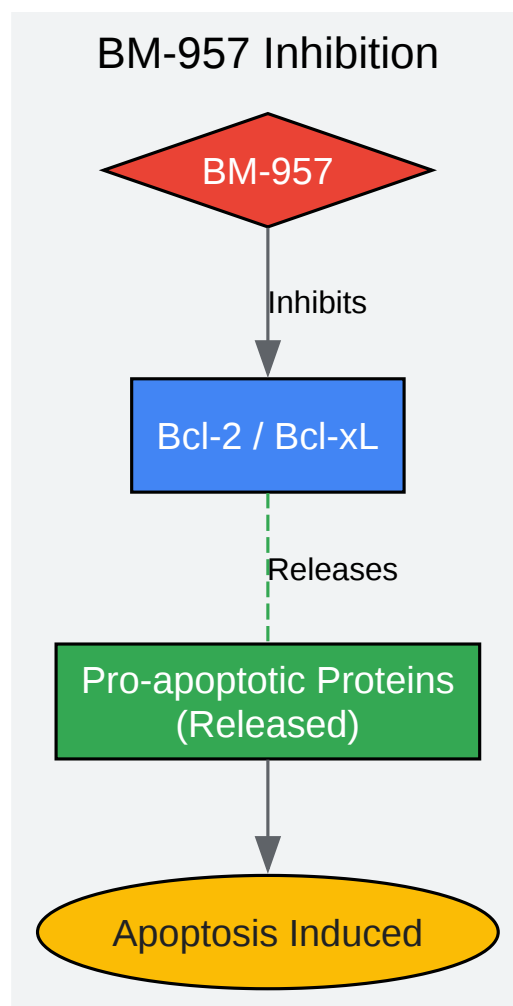 BM-957 Inhibition
BM-957
Inhibits
Bcl-2 / Bcl-xL
Releases
Pro-apoptotic Proteins
(Released)
Apoptosis Induced